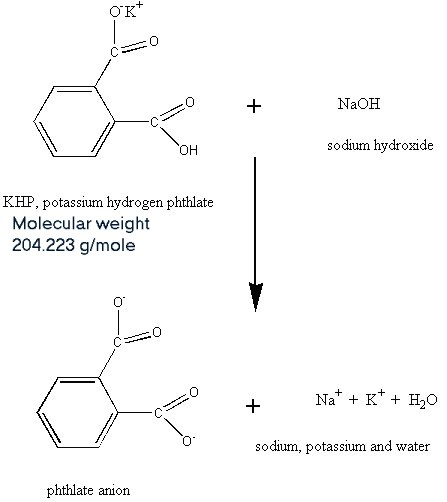 O⁻K⁺
C
O
O
C
OH
+
NaOH
sodium hydroxide
KHP, potassium hydrogen phthlate
Molecular weight
204.223 g/mole
O⁻
C
O
O
C
O⁻
+
Na⁺ + K⁺ + H₂O
sodium, potassium and water
phthlate anion